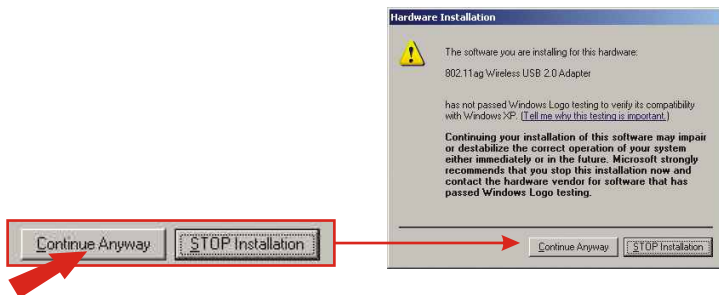 Hardware Installation
The software you are installing for this hardware:
802.11ag Wireless USB 2.0 Adapter
has not passed Windows Logo testing to verify its compatibility
with Windows XP. (Tell me why this testing is important.)
Continuing your installation of this software may impair
or destabilize the correct operation of your system
either immediately or in the future. Microsoft strongly
recommends that you stop this installation now and
contact the hardware vendor for software that has
passed Windows Logo testing.
Continue Anyway STOP Installation
Continue Anyway STOP Installation